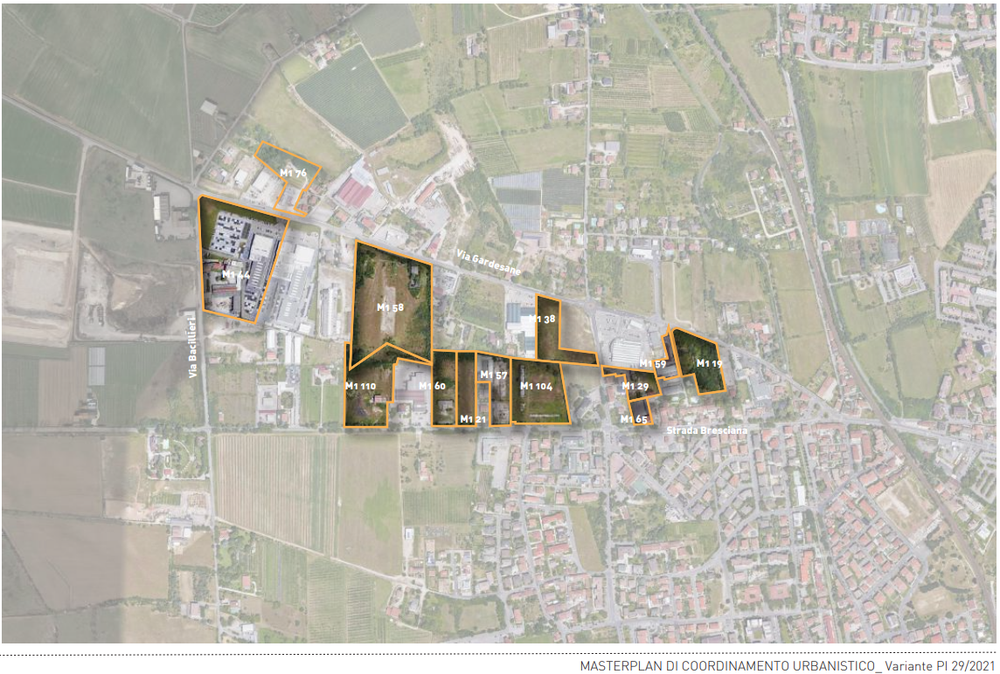 M1 76
Via Gardesane
M1 44
M1 58
M1 38
Via Bacilieri
M1 59
M1 19
M1 110
M1 60
M1 57
M1 104
M1 29
M1 21
M1 65
Strada Bresciana
MASTERPLAN DI COORDINAMENTO URBANISTICO_ Variante PI 29/2021